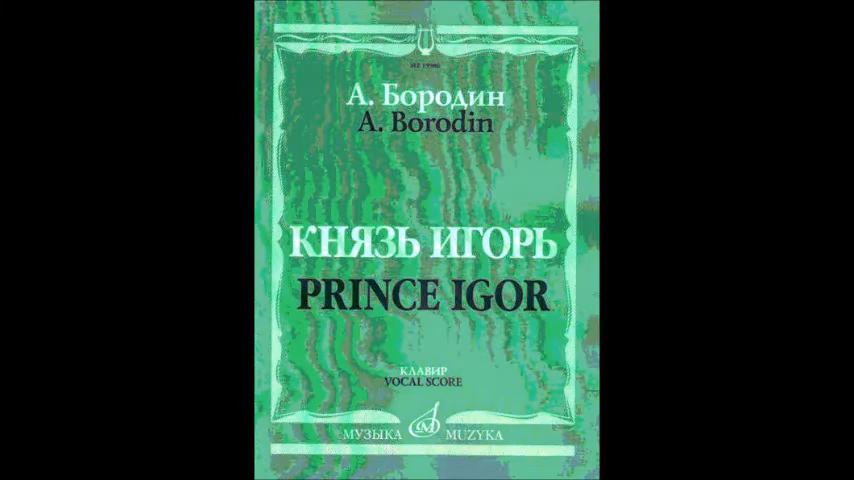 А. Бородин
A. Borodin
КНЯЗЬ ИГОРЬ
PRINCE IGOR
КЛАВИР
VOCAL SCORE
МУЗЫКА MUZYKA